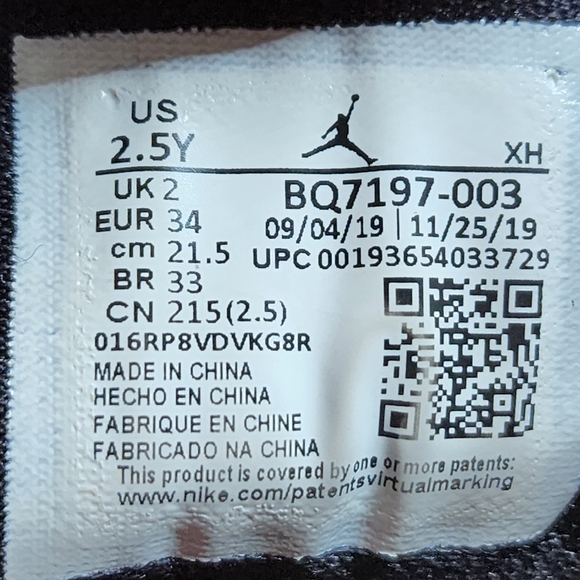 US
2.5Y
XH
UK 2
BQ7197-003
EUR 34
09/04/19 | 11/25/19
cm 21.5
UPC 00193654033729
BR 33
CN 215(2.5)
016RP8VDVKG8R
MADE IN CHINA
HECHO EN CHINA
FABRIQUE EN CHINE
FABRICADO NA CHINA
This product is covered by one or more patents:
www.nike.com/patentsvirtualmarking